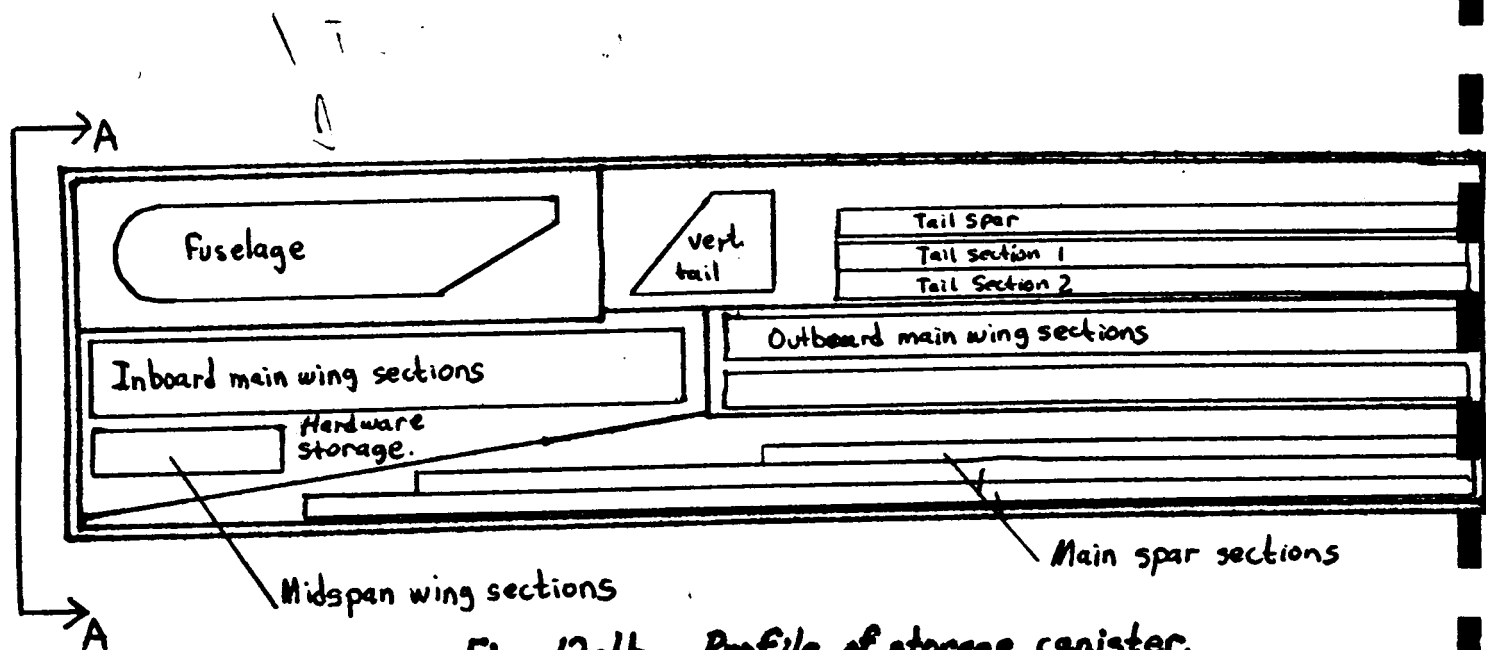 A
Fuselage
vert.
tail
Tail spar
Tail section 1
Tail Section 2
Outboard main wing sections
Inboard main wing sections
Hardware
storage.
Main spar sections
Midspan wing sections
A
Profile of storage canister.